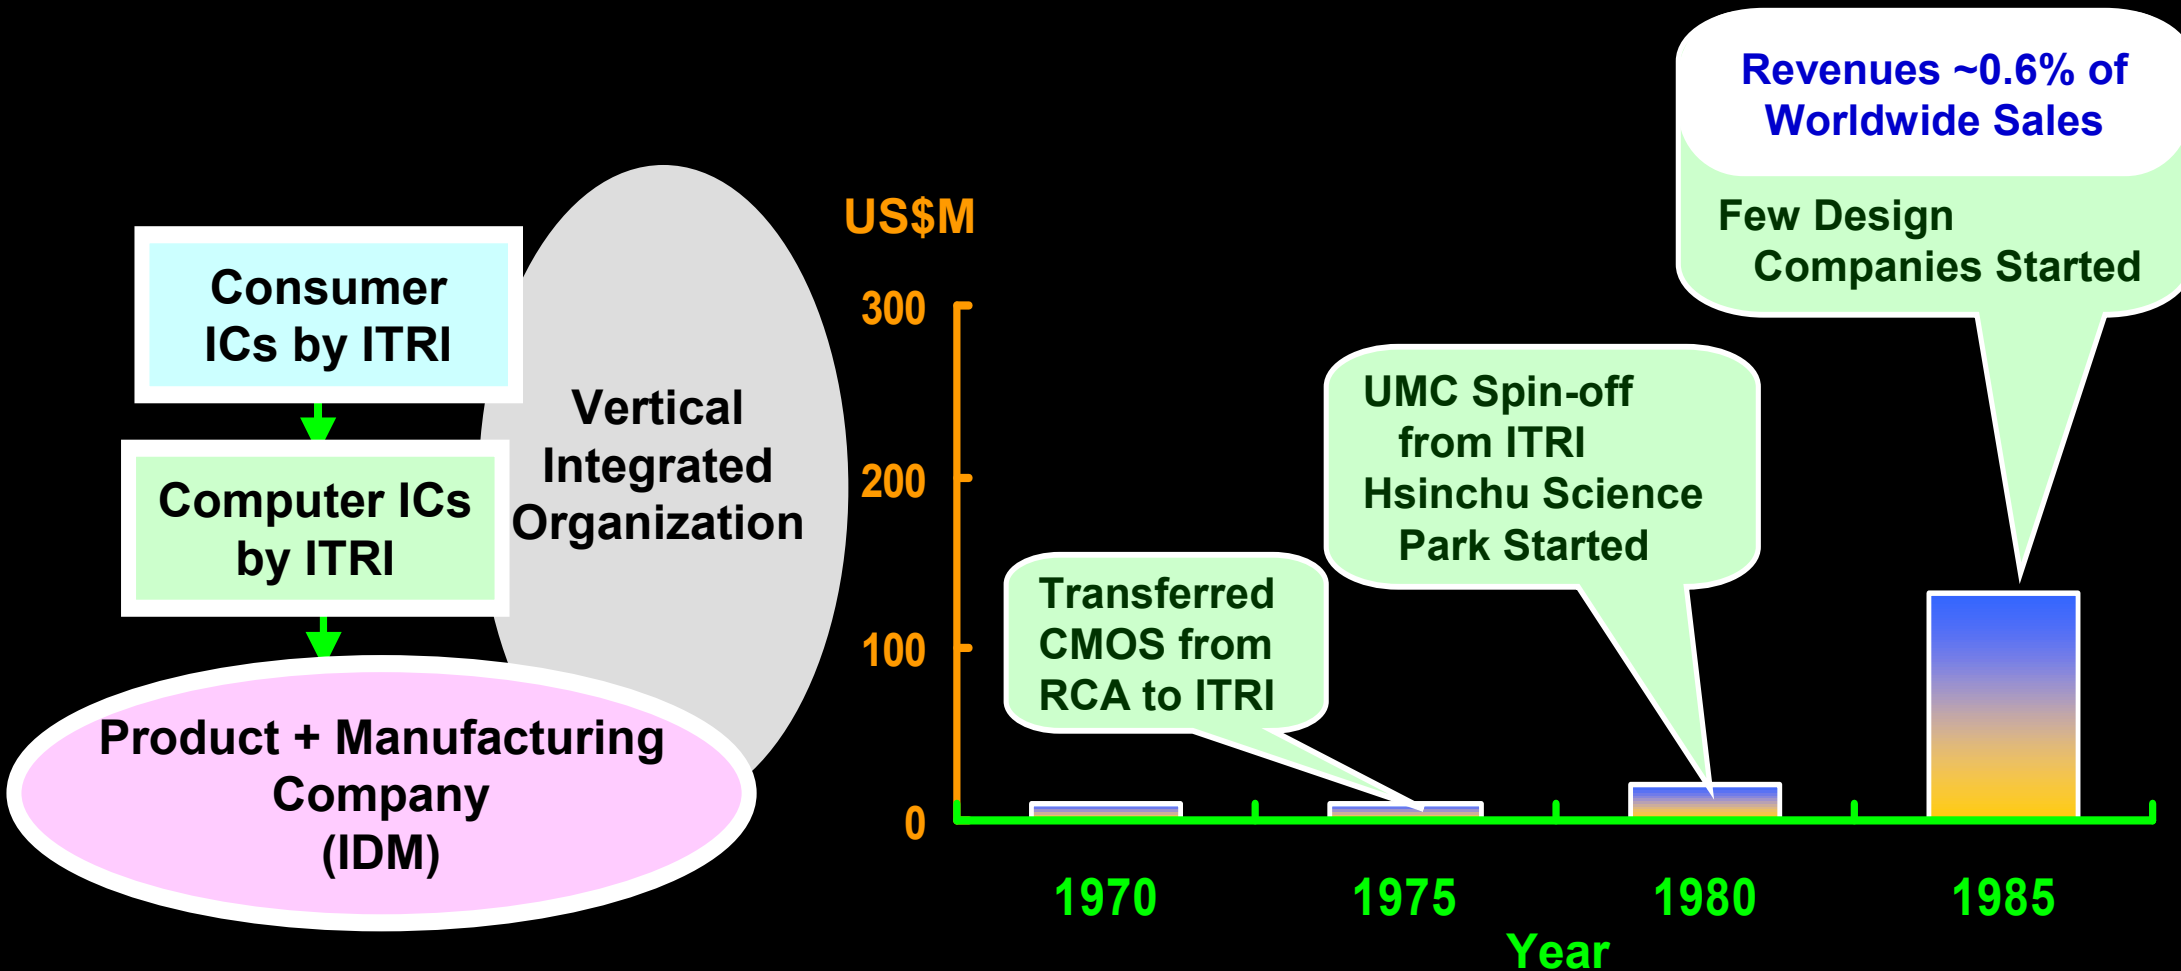 Consumer
ICs by ITRI
Computer ICs
by ITRI
Product + Manufacturing
Company
(IDM)
Vertical
Integrated
Organization
US$M
300
200
100
0
Transferred
CMOS from
RCA to ITRI
UMC Spin-off
from ITRI
Hsinchu Science
Park Started
Revenues ~0.6% of
Worldwide Sales
Few Design
Companies Started
1970
1975
1980
1985
Year